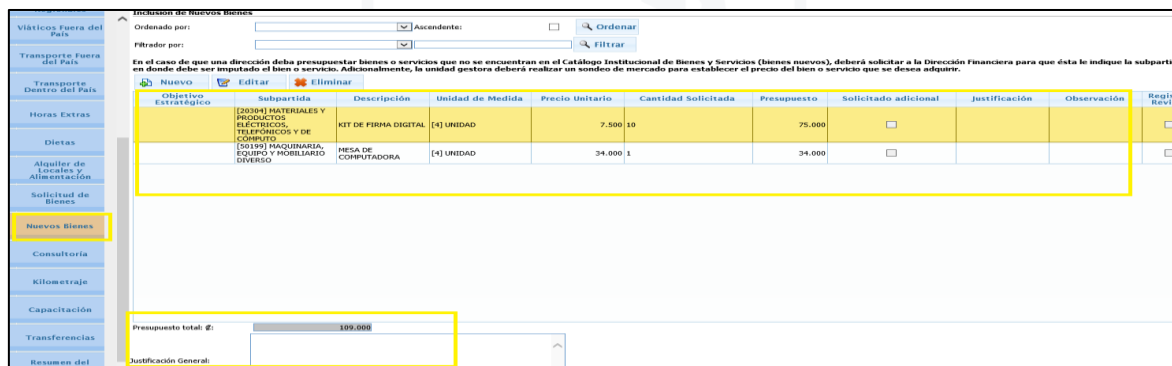 Inclusión de Nuevos Bienes
Viáticos Fuera del País
Transporte Fuera del País
Transporte Dentro del País
Horas Extras
Dietas
Alquiler de Locales y Alimentación
Solicitud de Bienes
Nuevos Bienes
Consultoría
Kilometraje
Capacitación
Transferencias
Resumen del
Ordenado por: Ascendente: Ordenar
Filtrador por: Filtrar
En el caso de que una dirección deba presupuestar bienes o servicios que no se encuentran en el Catálogo Institucional de Bienes y Servicios (bienes nuevos), deberá solicitar a la Dirección Financiera para que ésta le indique la subparti
en donde debe ser imputado el bien o servicio. Adicionalmente, la unidad gestora deberá realizar un sondeo de mercado para establecer el precio del bien o servicio que se desea adquirir.
Nuevo Editar Eliminar
Objetivo Estratégico Subpartida Descripción Unidad de Medida Precio Unitario Cantidad Solicitada Presupuesto Solicitado adicional Justificación Observación Regis Revi
[20304] MATERIALES Y PRODUCTOS ELÉCTRICOS, TELEFÓNICOS Y DE CÓMPUTO KIT DE FIRMA DIGITAL [4] UNIDAD 7.500 10 75.000
[50199] MAQUINARIA, EQUIPO Y MOBILIARIO DIVERSO MESA DE COMPUTADORA [4] UNIDAD 34.000 1 34.000
Presupuesto total: ₡: 109.000
Justificación General: